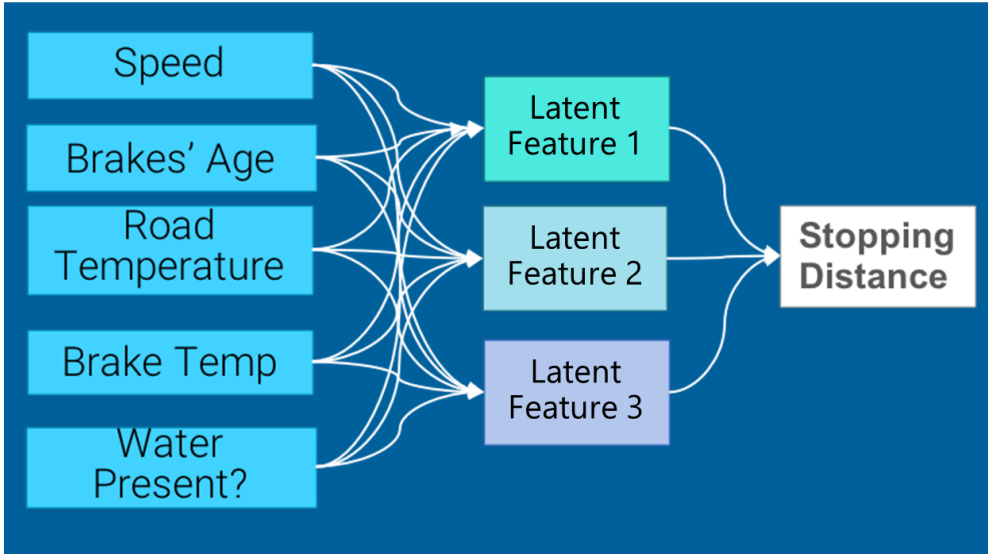 Speed
Brakes’ Age
Road
Temperature
Brake Temp
Water
Present?
Latent
Feature 1
Latent
Feature 2
Latent
Feature 3
Stopping
Distance